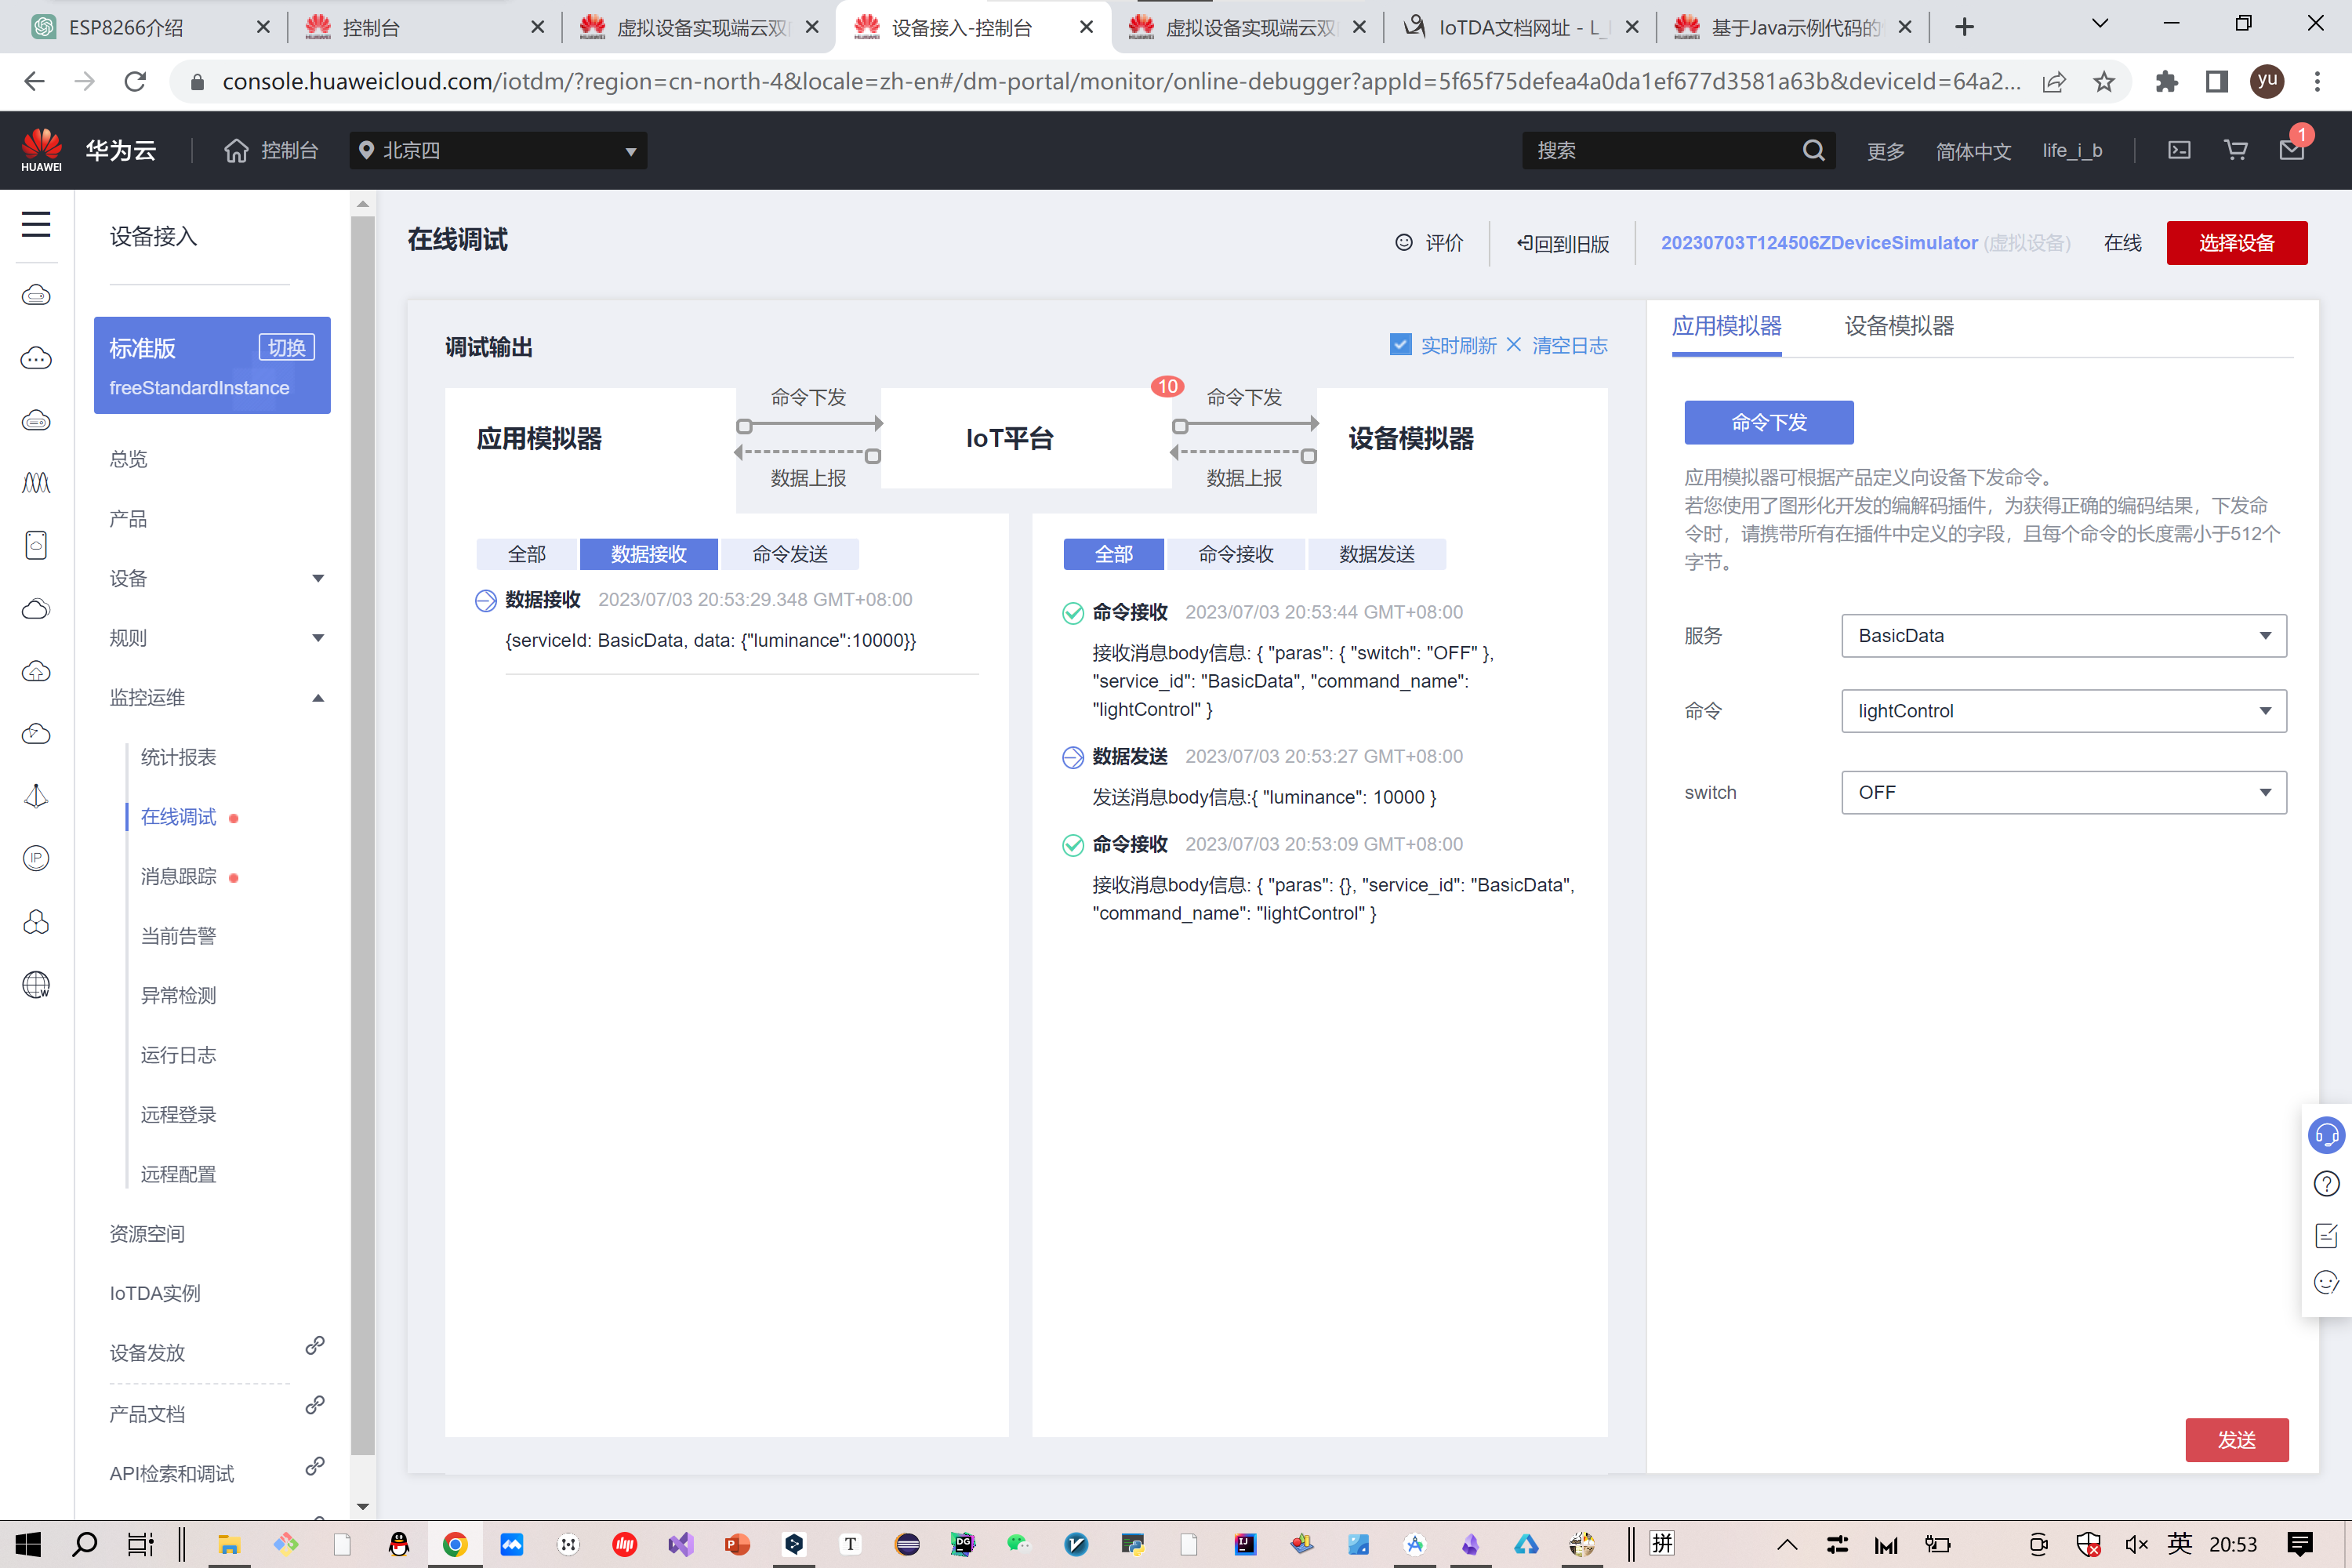 ESP8266介绍
控制台
虚拟设备实现端云双
设备接入-控制台
虚拟设备实现端云双
IoTDA文档网址 - L_
基于Java示例代码的
console.huaweicloud.com/iotdm/?region=cn-north-4&locale=zh-en#/dm-portal/monitor/online-debugger?appId=5f65f75defea4a0da1ef677d3581a63b&deviceId=64a2...
yu
HUAWEI
华为云
控制台
北京四
搜索
更多
简体中文
life_i_b
1
设备接入
标准版
切换
freeStandardInstance
总览
产品
设备
规则
监控运维
统计报表
在线调试
消息跟踪
当前告警
异常检测
运行日志
远程登录
远程配置
资源空间
IoTDA实例
设备发放
产品文档
API检索和调试
IP
W
在线调试
评价
回到旧版
20230703T124506ZDeviceSimulator (虚拟设备)
在线
选择设备
调试输出
实时刷新
清空日志
应用模拟器
命令下发
数据上报
IoT平台
10
命令下发
数据上报
设备模拟器
全部
数据接收
命令发送
数据接收 2023/07/03 20:53:29.348 GMT+08:00
{serviceId: BasicData, data: {"luminance":10000}}
全部
命令接收
数据发送
命令接收 2023/07/03 20:53:44 GMT+08:00
接收消息body信息: { "paras": { "switch": "OFF" },
"service_id": "BasicData", "command_name":
"lightControl" }
数据发送 2023/07/03 20:53:27 GMT+08:00
发送消息body信息:{ "luminance": 10000 }
命令接收 2023/07/03 20:53:09 GMT+08:00
接收消息body信息: { "paras": {}, "service_id": "BasicData",
"command_name": "lightControl" }
应用模拟器
设备模拟器
命令下发
应用模拟器可根据产品定义向设备下发命令。
若您使用了图形化开发的编解码插件，为获得正确的编码结果，下发命
令时，请携带所有在插件中定义的字段，且每个命令的长度需小于512个
字节。
服务
BasicData
命令
lightControl
switch
OFF
发送
T
DG
IJ
拼
英
20:53